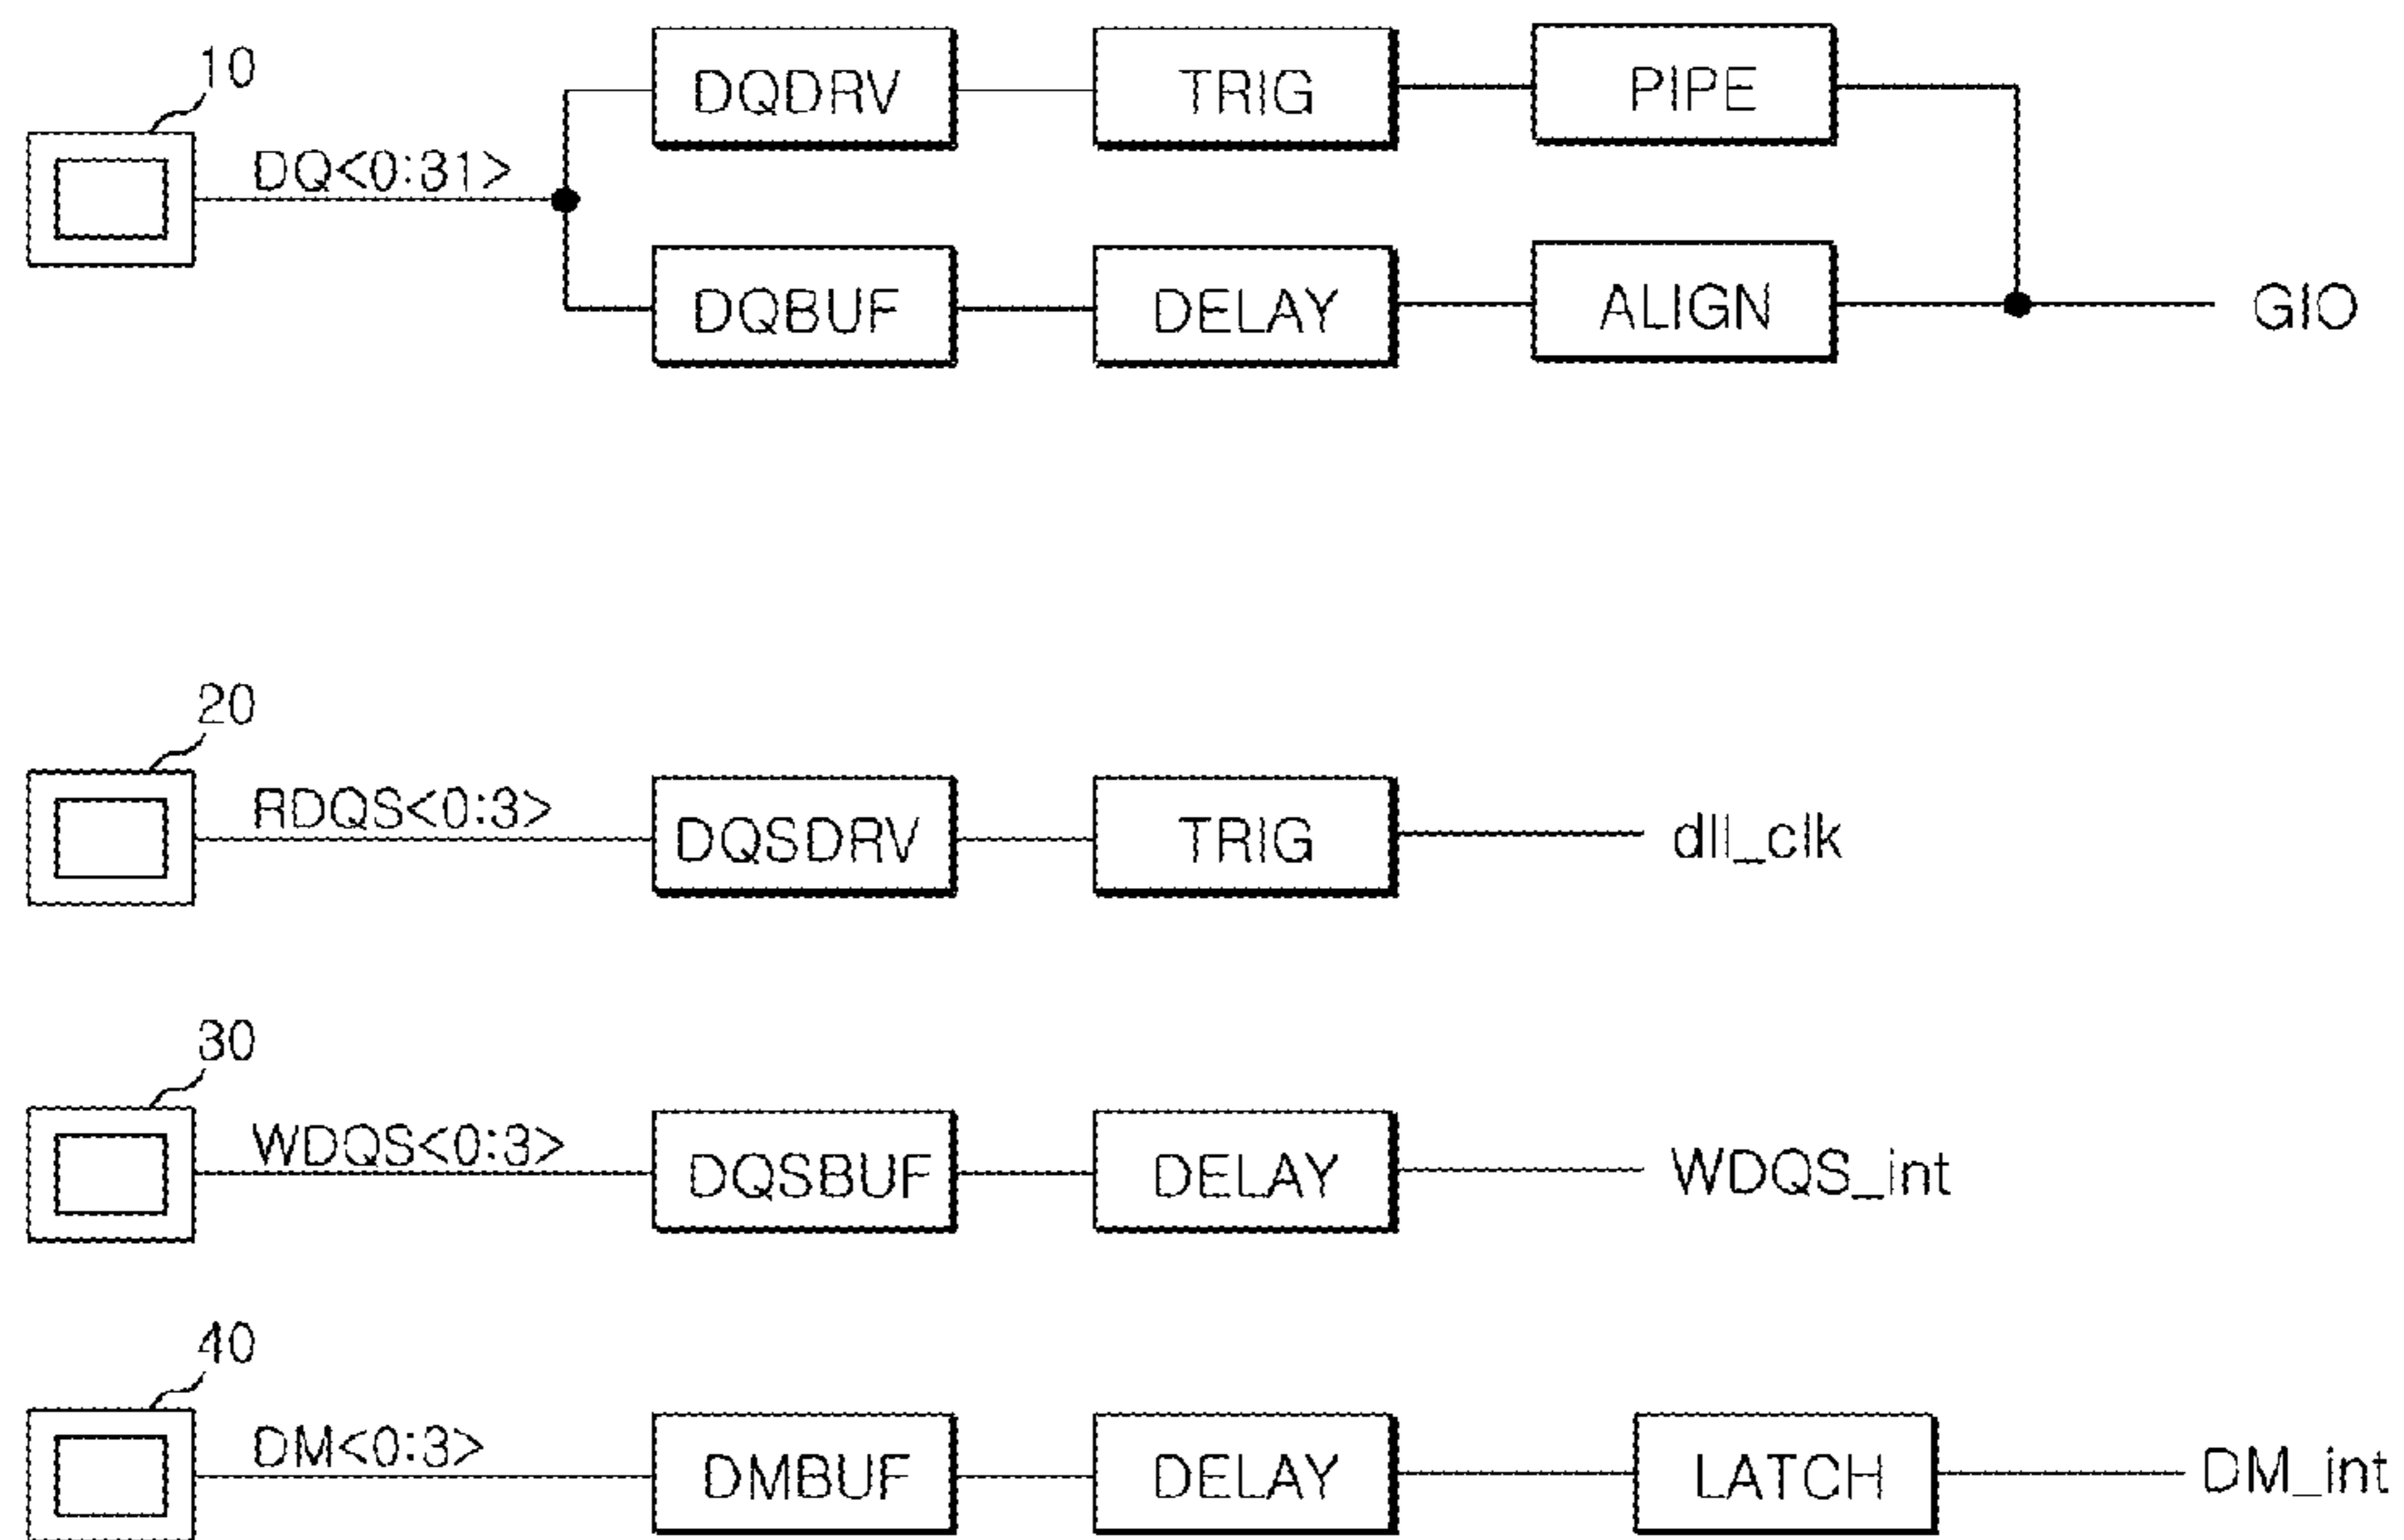 10
DQ<0:31>
DQDRV
TRIG
PIPE
DQBUF
DELAY
ALIGN
GIO
20
RDQS<0:3>
DQSDRV
TRIG
dll_clk
30
WDQS<0:3>
DQSBUF
DELAY
WDQS_int
40
DM<0:3>
DMBUF
DELAY
LATCH
DM_int